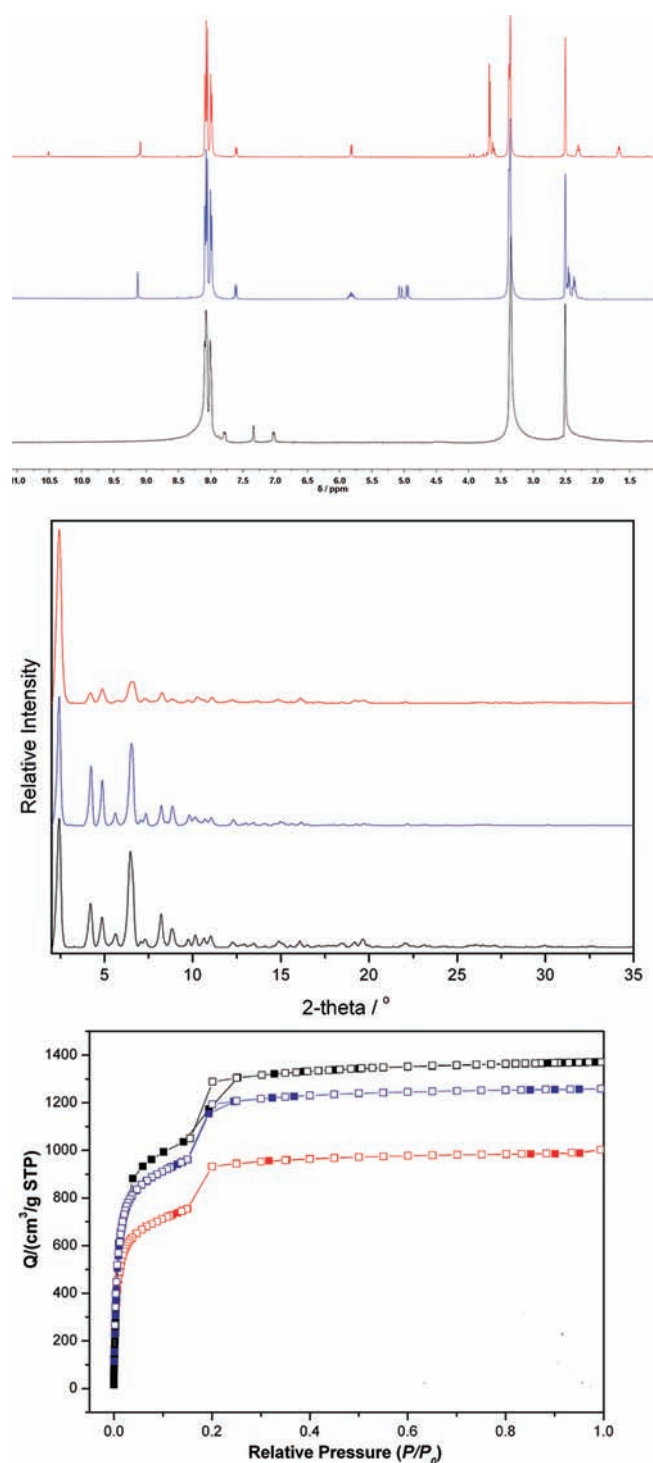 11.0 10.5 10.0 9.5 9.0 8.5 8.0 7.5 7.0 6.5 6.0 5.5 5.0 4.5 4.0 3.5 3.0 2.5 2.0 1.5
δ / ppm
Relative Intensity
5 10 15 20 25 30 35
2-theta / °
Q/(cm³/g STP)
1400
1200
1000
800
600
400
200
0
0.0 0.2 0.4 0.6 0.8 1.0
Relative Pressure (P/P₀)